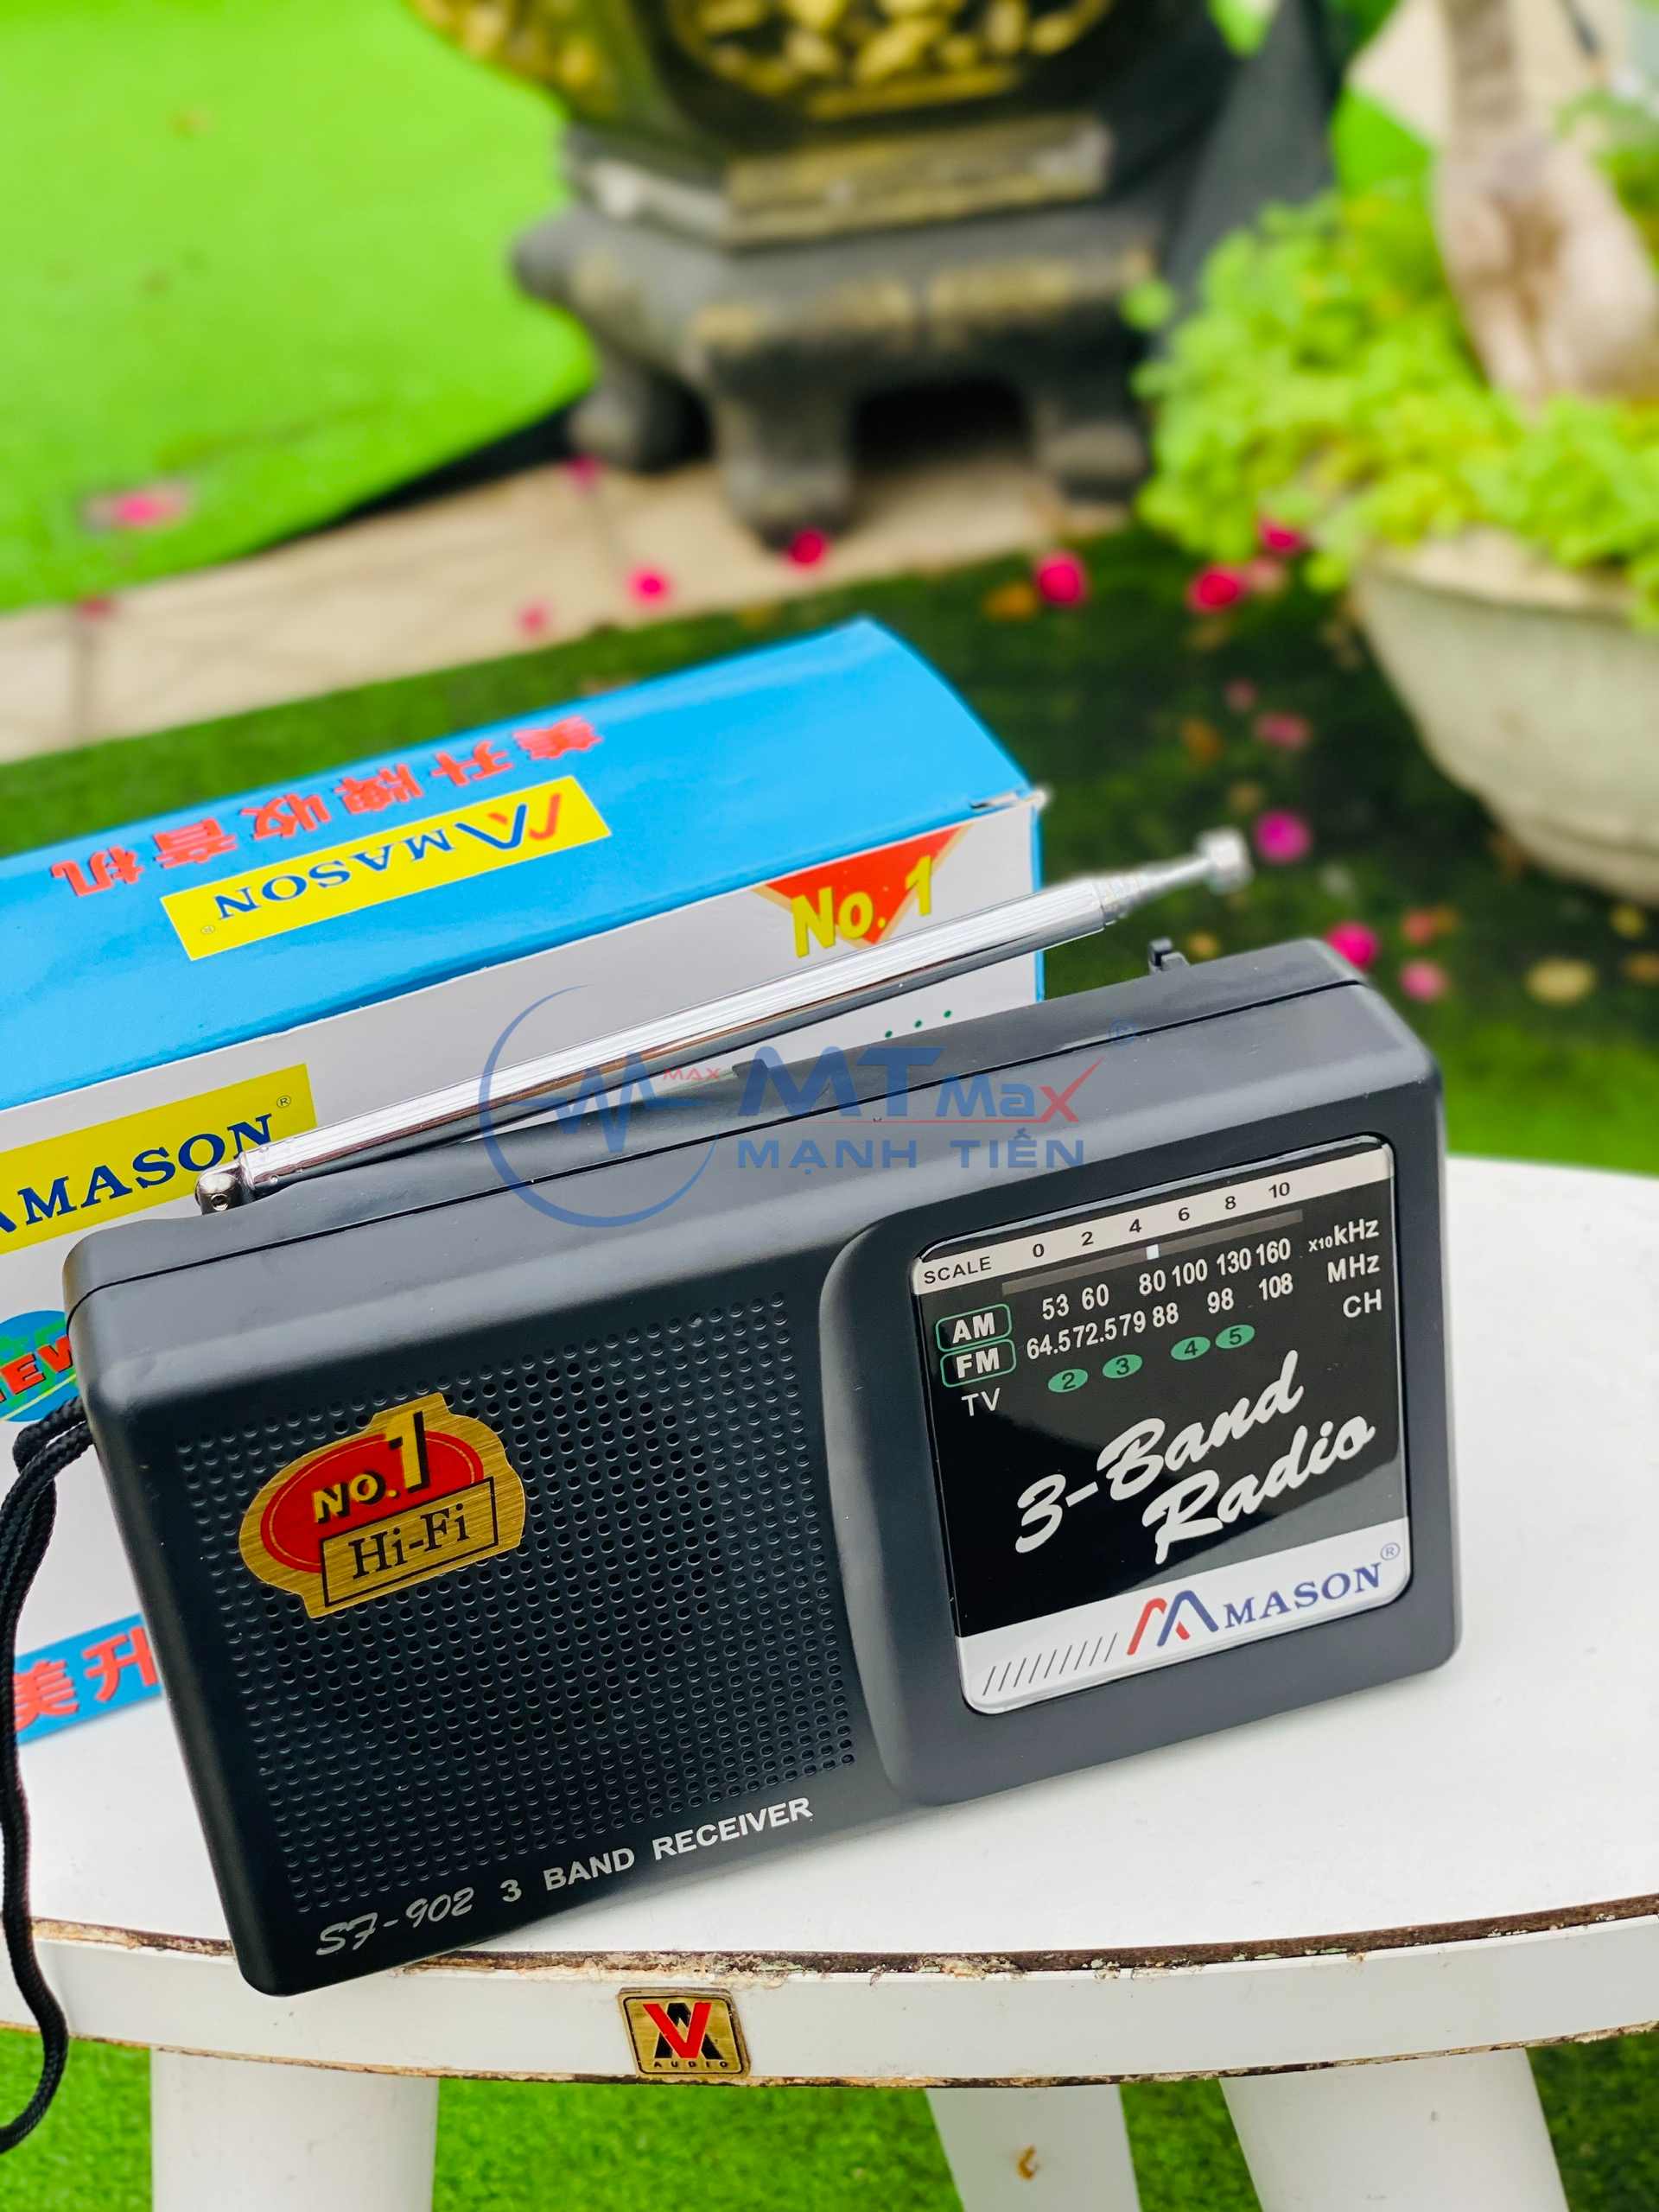 美升牌收音机
MASON®
No.1
MASON®
NEW
美升
MAX
MTMax®
MẠNH TIẾN
SCALE 0 2 4 6 8 10
AM 53 60 80 100 130 160 x10kHz
FM 64.5 72.5 79 88 98 108 MHz
TV 2 3 4 5 CH
3-Band
Radio
MASON®
NO.1
Hi-Fi
SF-902 3 BAND RECEIVER
AUDIO